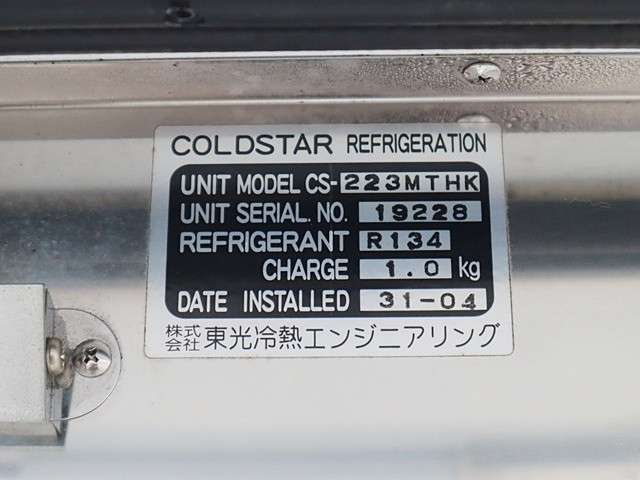 COLDSTAR REFRIGERATION
UNIT MODEL CS-223MTHK
UNIT SERIAL. NO. 19228
REFRIGERANT R134
CHARGE 1.0 kg
DATE INSTALLED 31-04
株式会社 東光冷熱エンジニアリング